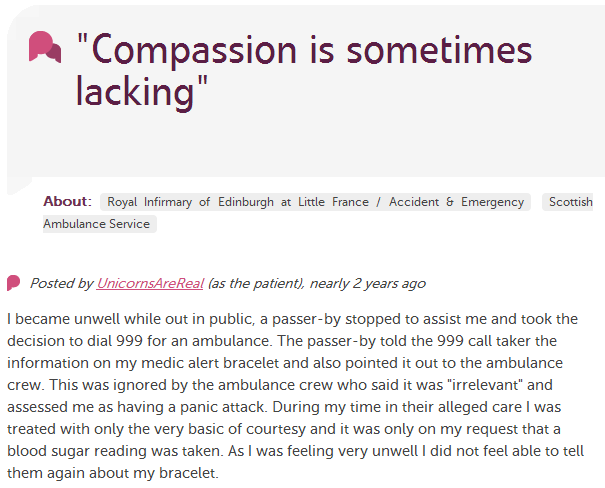 "Compassion is sometimes
lacking"
About: Royal Infirmary of Edinburgh at Little France / Accident & Emergency Scottish
Ambulance Service
Posted by UnicornsAreReal (as the patient), nearly 2 years ago
I became unwell while out in public, a passer-by stopped to assist me and took the
decision to dial 999 for an ambulance. The passer-by told the 999 call taker the
information on my medic alert bracelet and also pointed it out to the ambulance
crew. This was ignored by the ambulance crew who said it was "irrelevant" and
assessed me as having a panic attack. During my time in their alleged care I was
treated with only the very basic of courtesy and it was only on my request that a
blood sugar reading was taken. As I was feeling very unwell I did not feel able to tell
them again about my bracelet.